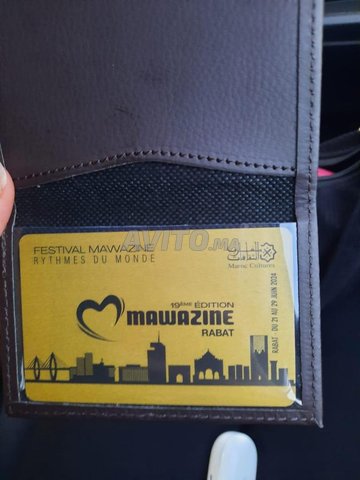 AVITO.ma
FESTIVAL MAWAZINE
RYTHMES DU MONDE
Maroc Cultures
19ÈME ÉDITION
mawazine
RABAT
RABAT - DU 21 AU 29 JUIN 2024